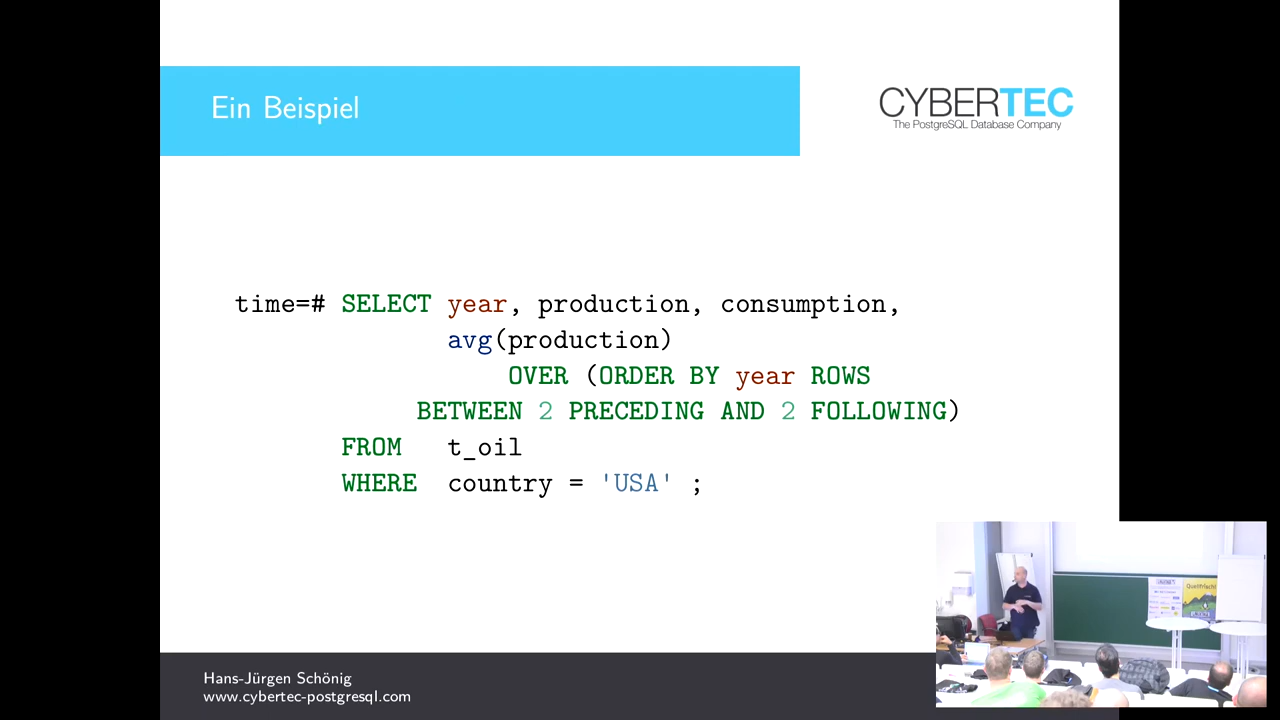 Ein Beispiel
CYBERTEC
The PostgreSQL Database Company
time=# SELECT year, production, consumption,
avg(production)
OVER (ORDER BY year ROWS
BETWEEN 2 PRECEDING AND 2 FOLLOWING)
FROM t_oil
WHERE country = 'USA' ;
Hans-Jürgen Schönig
www.cybertec-postgresql.com